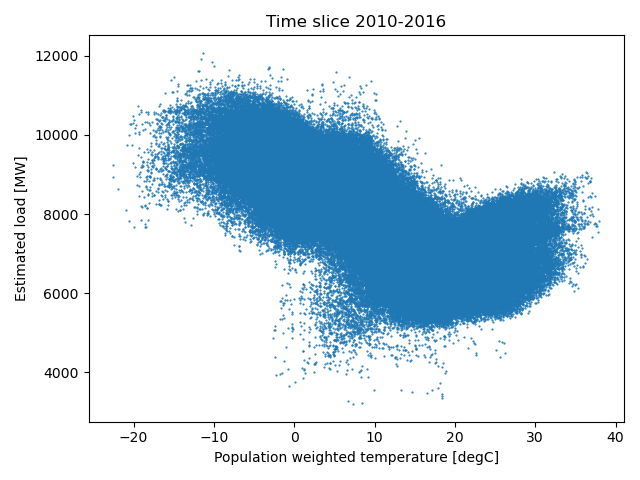 Time slice 2010-2016
12000
10000
8000
6000
4000
Estimated load [MW]
−20 −10 0 10 20 30 40
Population weighted temperature [degC]